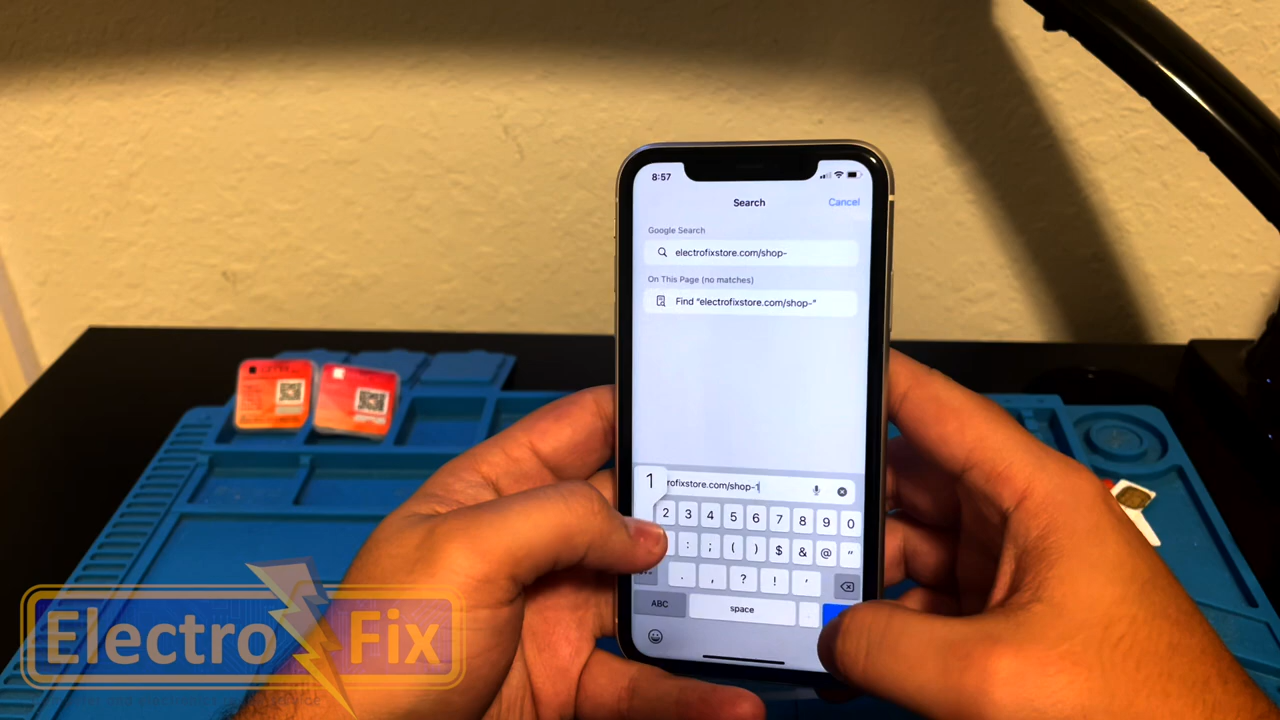 8:57
Search
Cancel
Google Search
electrofixstore.com/shop-
On This Page (no matches)
Find “electrofixstore.com/shop-”
1
rofixstore.com/shop-1
2 3 4 5 6 7 8 9 0
: ; ( ) $ & @ “
. , ? ! ’
ABC
space
Electro Fix